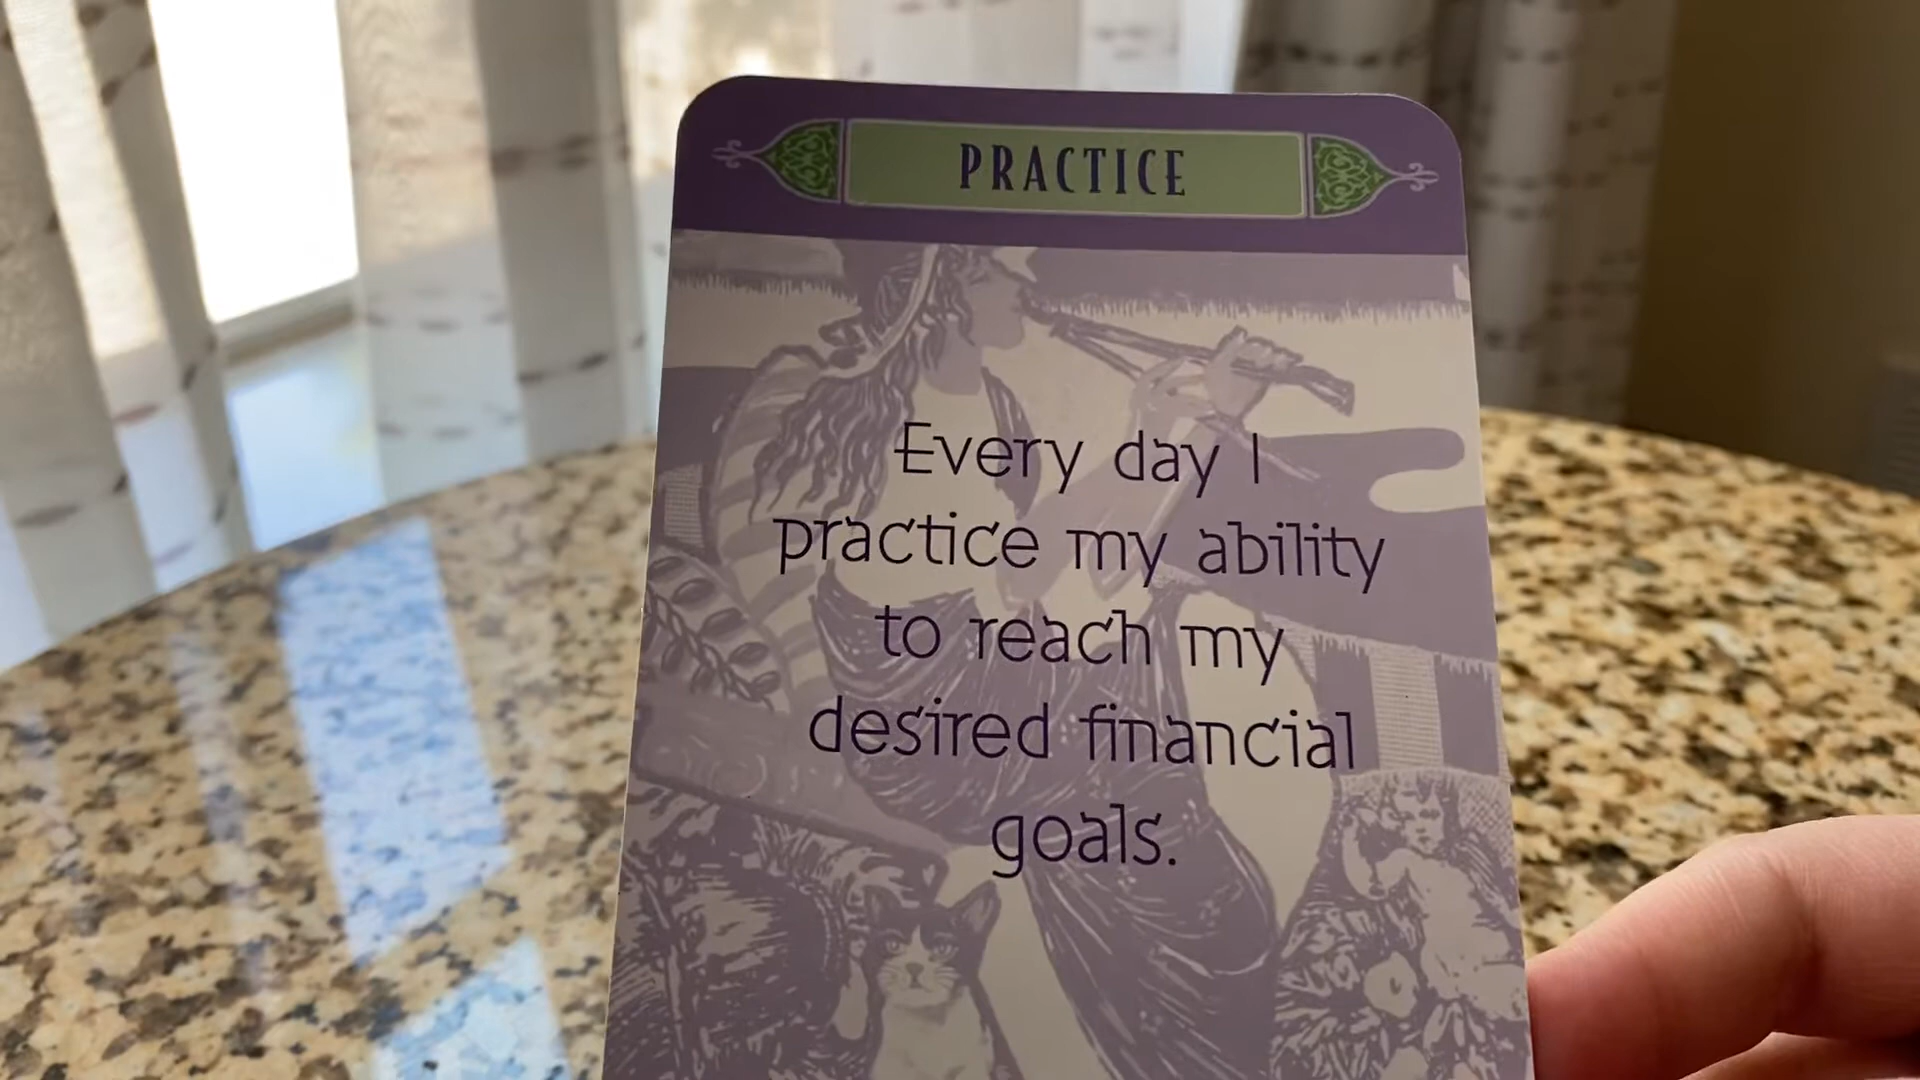 PRACTICE
Every day I
practice my ability
to reach my
desired financial
goals.